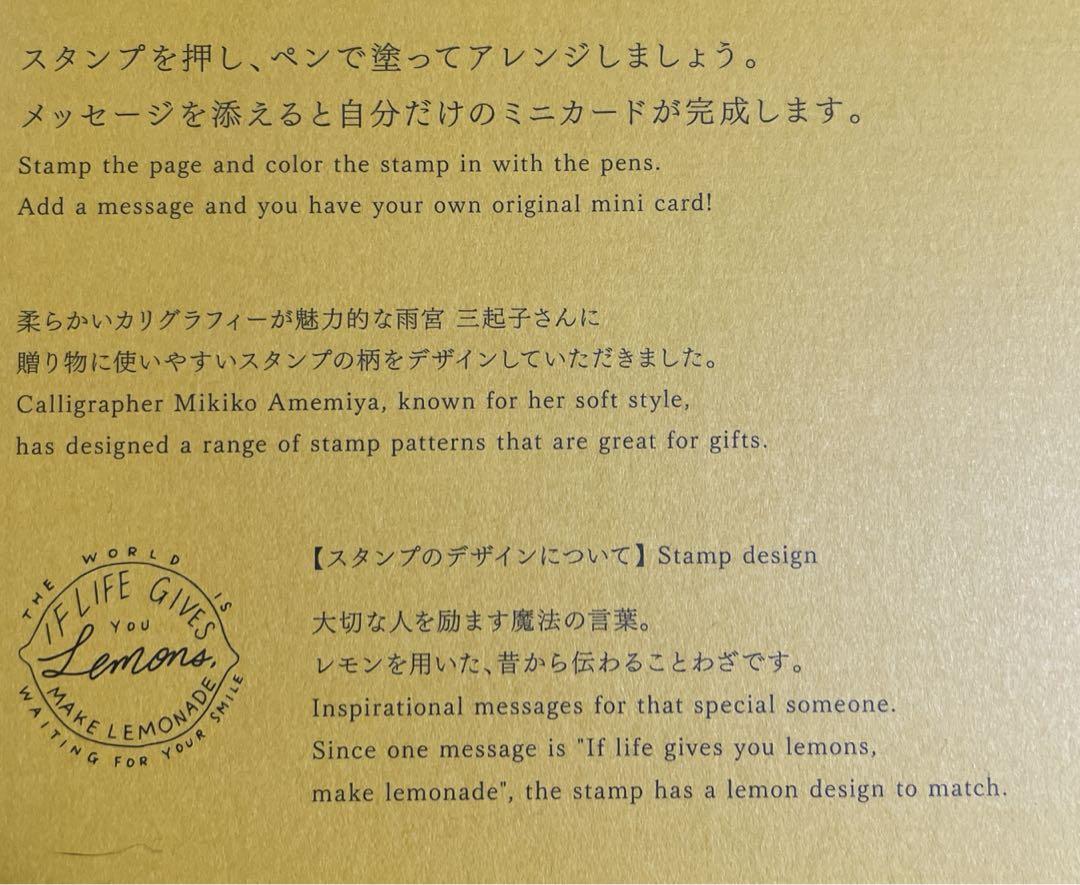 スタンプを押し、ペンで塗ってアレンジしましょう。
メッセージを添えると自分だけのミニカードが完成します。
Stamp the page and color the stamp in with the pens.
Add a message and you have your own original mini card!
柔らかいカリグラフィーが魅力的な雨宮 三起子さんに
贈り物に使いやすいスタンプの柄をデザインしていただきました。
Calligrapher Mikiko Amemiya, known for her soft style,
has designed a range of stamp patterns that are great for gifts.
THE WORLD IS
IF LIFE GIVES
YOU
Lemons,
MAKE LEMONADE
WAITING FOR YOUR SMILE
【スタンプのデザインについて】 Stamp design
大切な人を励ます魔法の言葉。
レモンを用いた、昔から伝わることわざです。
Inspirational messages for that special someone.
Since one message is "If life gives you lemons,
make lemonade", the stamp has a lemon design to match.